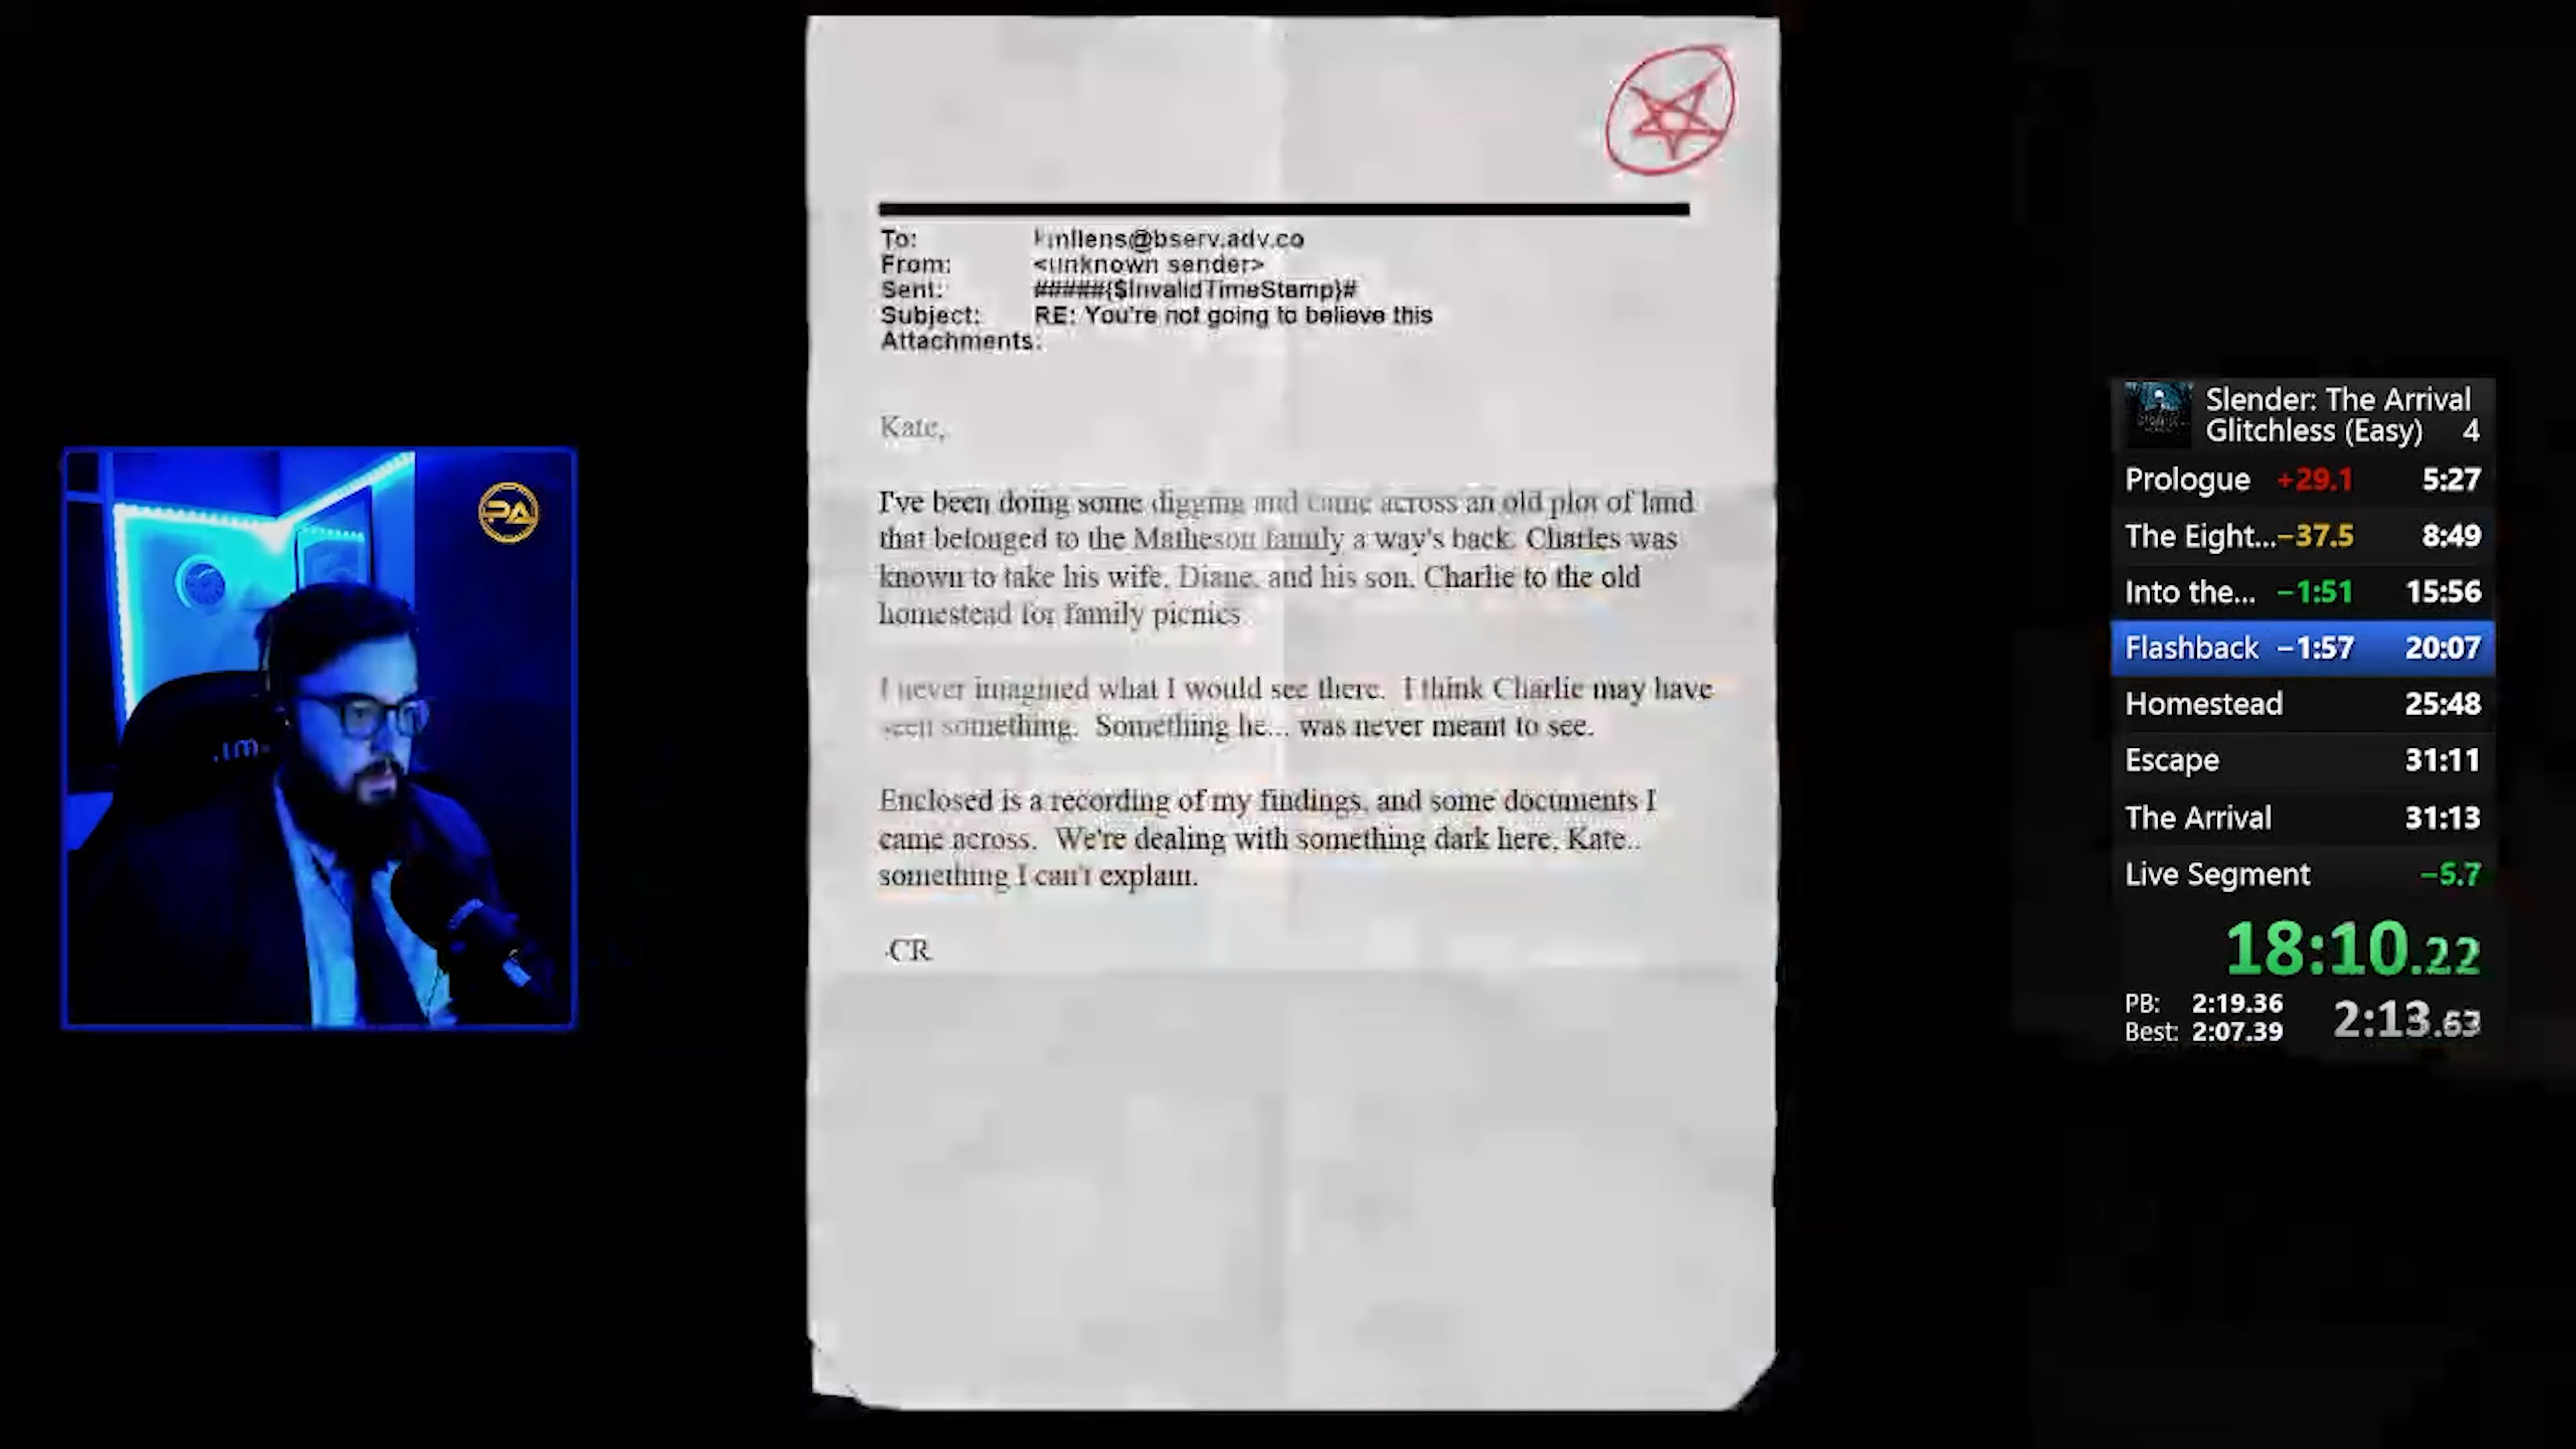 To:
From: <unknown sender>
Sent: #####{$InvalidTimeStamp}#
Subject: RE: You're not going to believe this
Attachments:
Kate,
I've been doing some digging and came across an old plot of land
that belonged to the Matheson family a way's back. Charles was
known to take his wife, Diane, and his son, Charlie to the old
homestead for family picnics.
I never imagined what I would see there. I think Charlie may have
seen something. Something he... was never meant to see.
Enclosed is a recording of my findings, and some documents I
came across. We're dealing with something dark here, Kate..
something I can't explain.
-CR
PA
Slender: The Arrival
Glitchless (Easy) 4
Prologue +29.1 5:27
The Eight... -37.5 8:49
Into the... -1:51 15:56
Flashback -1:57 20:07
Homestead 25:48
Escape 31:11
The Arrival 31:13
Live Segment -5.7
18:10.22
PB: 2:19.36
Best: 2:07.39
2:13.63